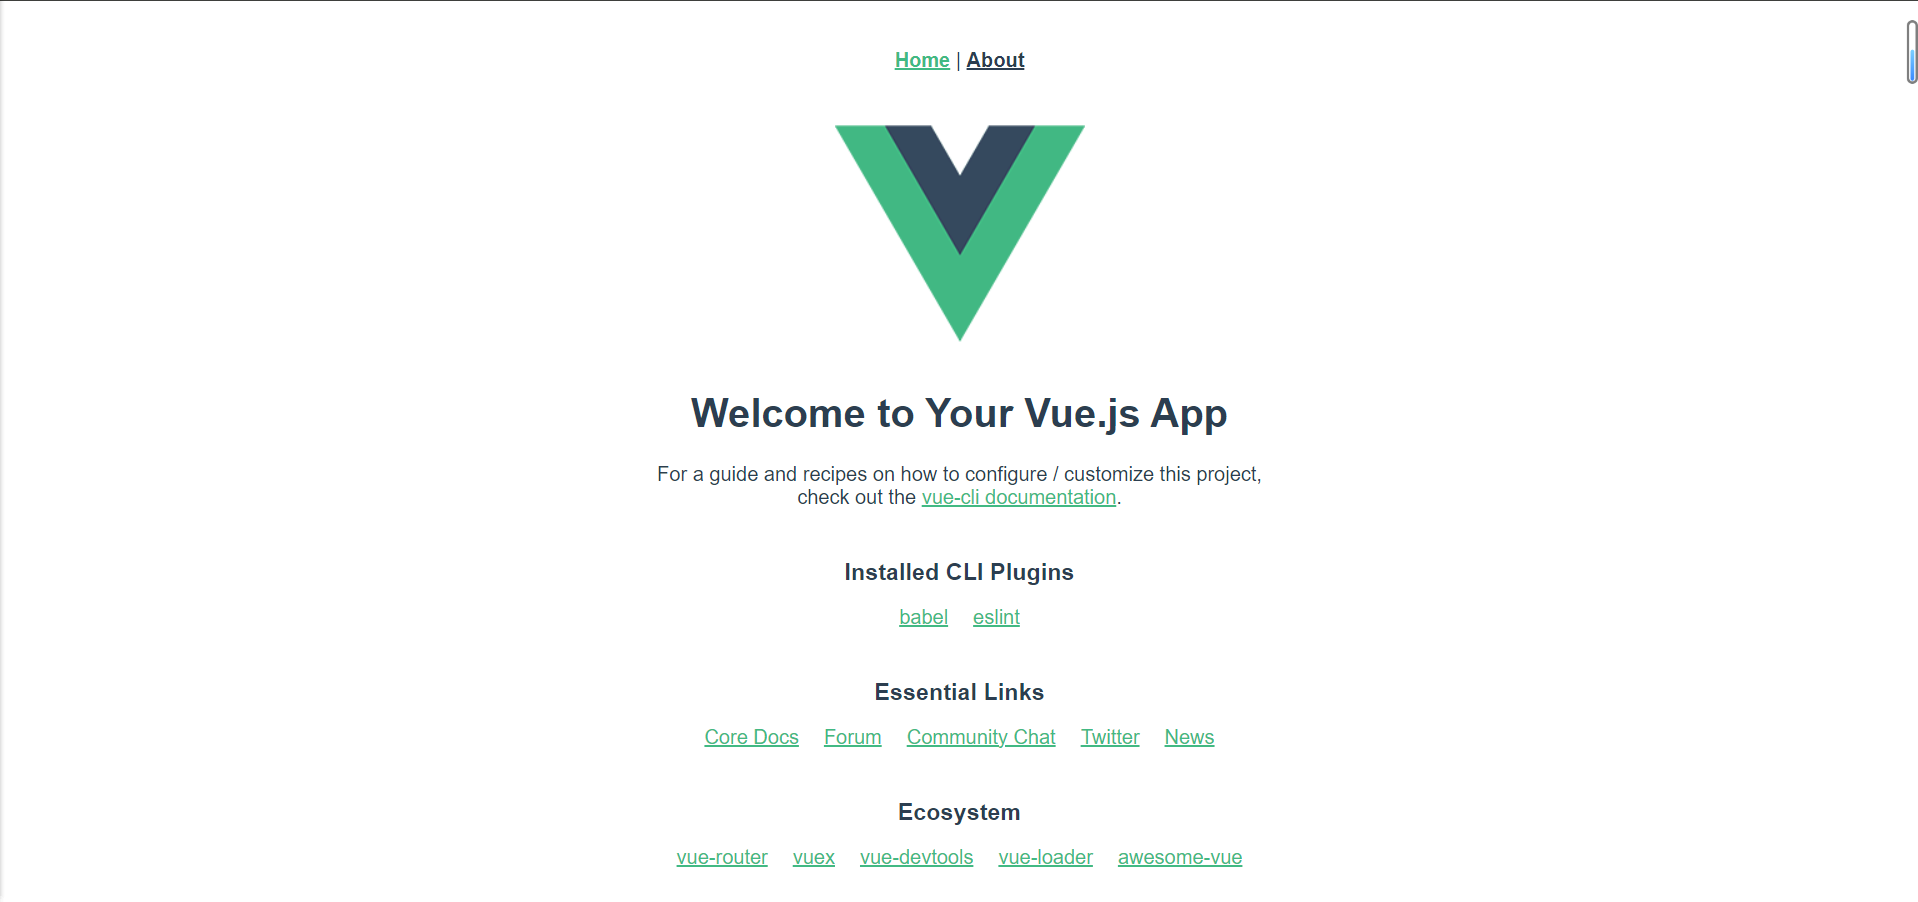 Home | About
Welcome to Your Vue.js App
For a guide and recipes on how to configure / customize this project,
check out the vue-cli documentation.
Installed CLI Plugins
babel eslint
Essential Links
Core Docs Forum Community Chat Twitter News
Ecosystem
vue-router vuex vue-devtools vue-loader awesome-vue